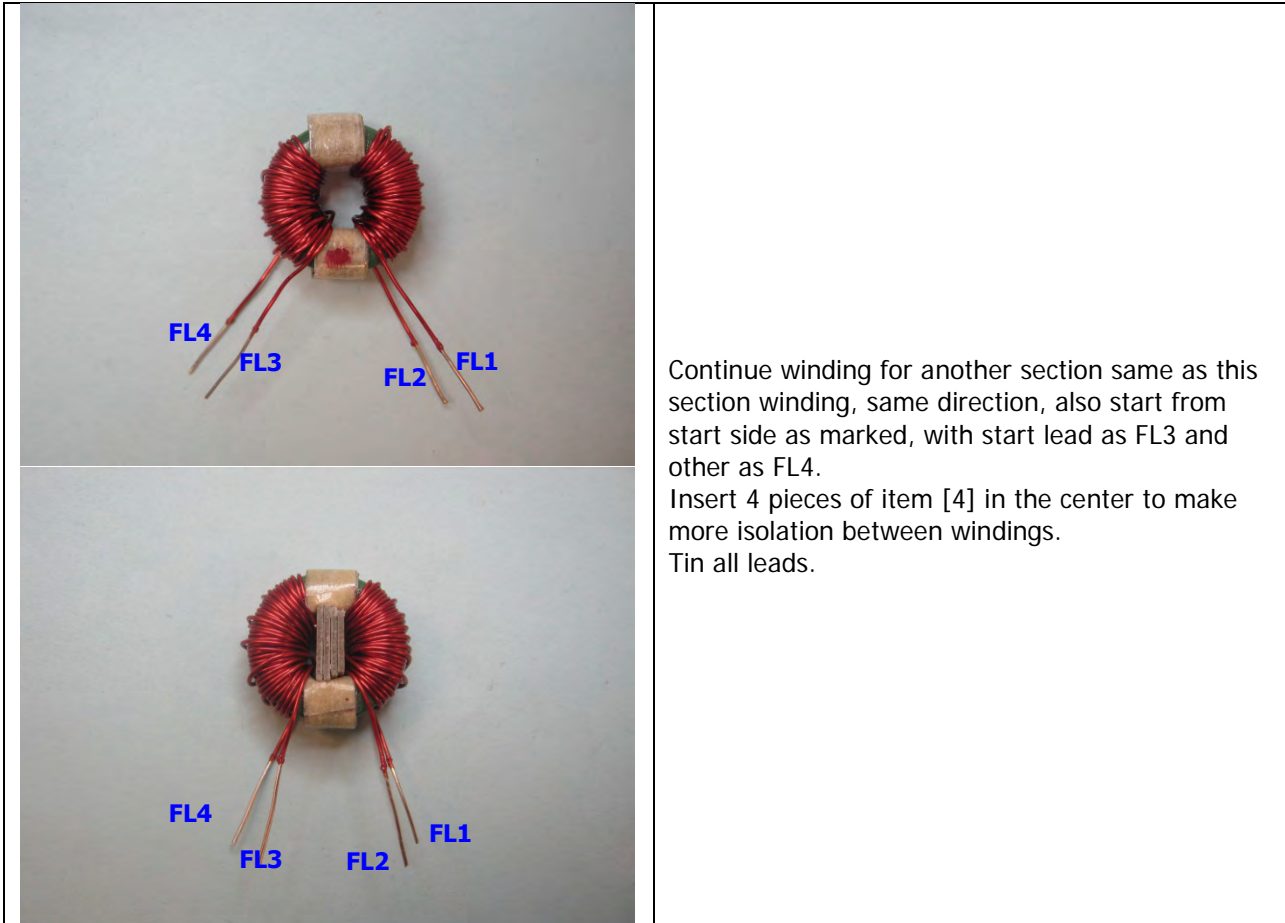 FL4
FL3
FL2
FL1
FL4
FL3
FL2
FL1
Continue winding for another section same as this
section winding, same direction, also start from
start side as marked, with start lead as FL3 and
other as FL4.
Insert 4 pieces of item [4] in the center to make
more isolation between windings.
Tin all leads.